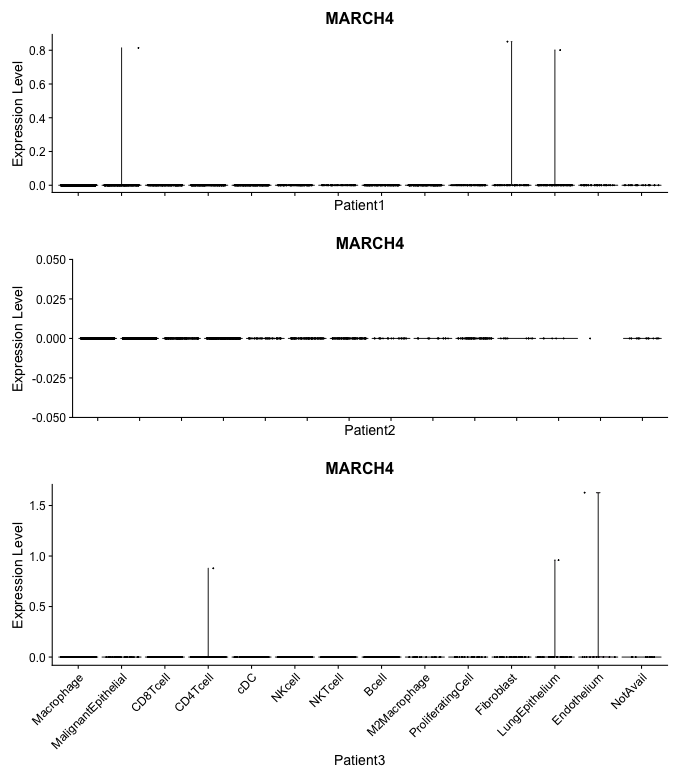 MARCH4
Expression Level
0.8
0.6
0.4
0.2
0.0
Patient1
MARCH4
Expression Level
0.050
0.025
0.000
-0.025
-0.050
Patient2
MARCH4
Expression Level
1.5
1.0
0.5
0.0
Macrophage
MalignantEpithelial
CD8Tcell
CD4Tcell
cDC
NKcell
NKTcell
Bcell
M2Macrophage
ProliferatingCell
Fibroblast
LungEpithelium
Endothelium
NotAvail
Patient3